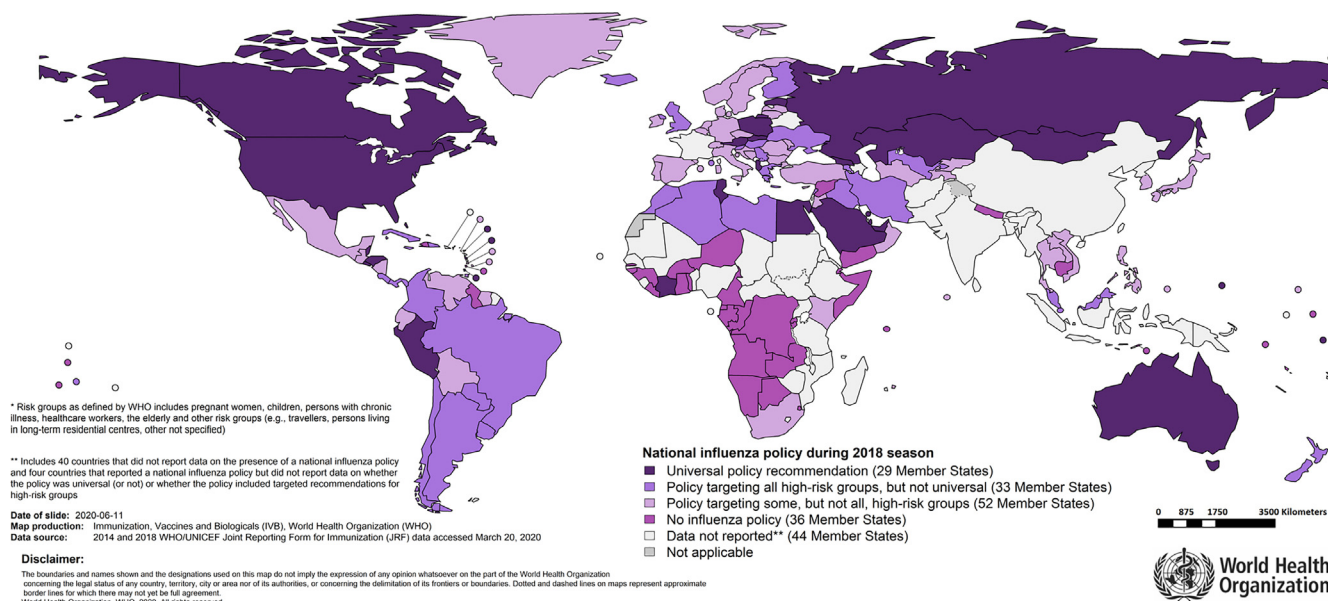 * Risk groups as defined by WHO includes pregnant women, children, persons with chronic
illness, healthcare workers, the elderly and other risk groups (e.g., travellers, persons living
in long-term residential centres, other not specified)
** Includes 40 countries that did not report data on the presence of a national influenza policy
and four countries that reported a national influenza policy but did not report data on whether
the policy was universal (or not) or whether the policy included targeted recommendations for
high-risk groups
Date of slide: 2020-06-11
Map production: Immunization, Vaccines and Biologicals (IVB), World Health Organization (WHO)
Data source: 2014 and 2018 WHO/UNICEF Joint Reporting Form for Immunization (JRF) data accessed March 20, 2020
Disclaimer:
The boundaries and names shown and the designations used on this map do not imply the expression of any opinion whatsoever on the part of the World Health Organization
concerning the legal status of any country, territory, city or area nor of its authorities, or concerning the delimitation of its frontiers or boundaries. Dotted and dashed lines on maps represent approximate
border lines for which there may not yet be full agreement.
World Health Organization, WHO, 2020. All rights reserved
National influenza policy during 2018 season
Universal policy recommendation (29 Member States)
Policy targeting all high-risk groups, but not universal (33 Member States)
Policy targeting some, but not all, high-risk groups (52 Member States)
No influenza policy (36 Member States)
Data not reported** (44 Member States)
Not applicable
0 875 1750 3500 Kilometers
World Health
Organization